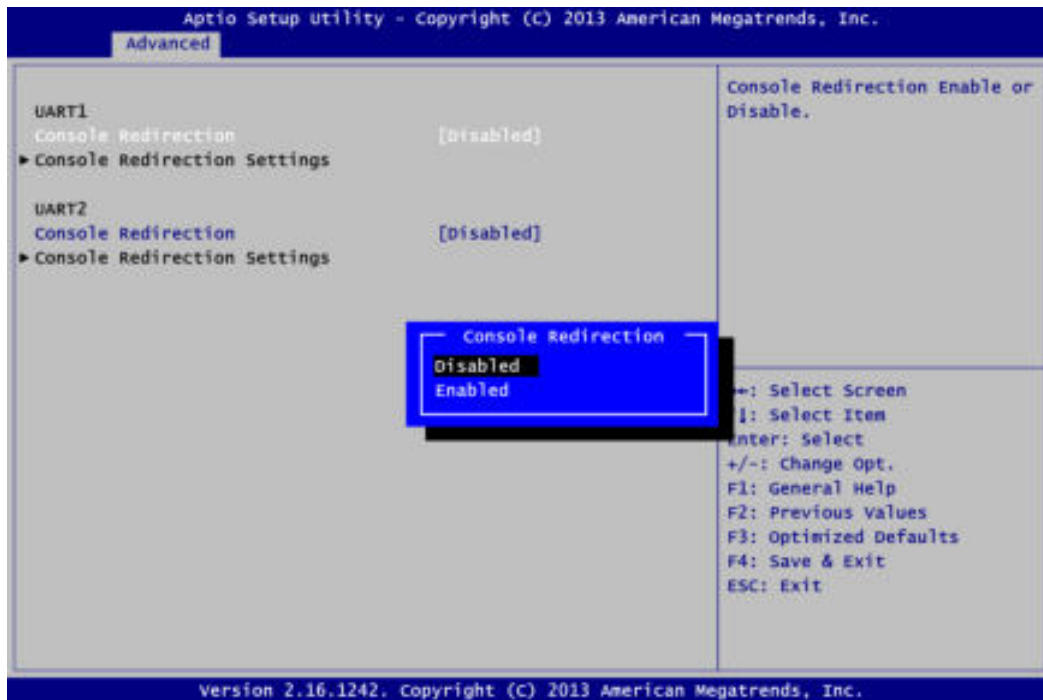 Aptio Setup Utility - Copyright (C) 2013 American Megatrends, Inc.
Advanced
UART1
Console Redirection [Disabled]
►Console Redirection Settings
UART2
Console Redirection [Disabled]
►Console Redirection Settings
Console Redirection
Disabled
Enabled
Console Redirection Enable or
Disable.
: Select Screen
↓: Select Item
Enter: Select
+/-: Change Opt.
F1: General Help
F2: Previous Values
F3: Optimized Defaults
F4: Save & Exit
ESC: Exit
Version 2.16.1242. Copyright (C) 2013 American Megatrends, Inc.